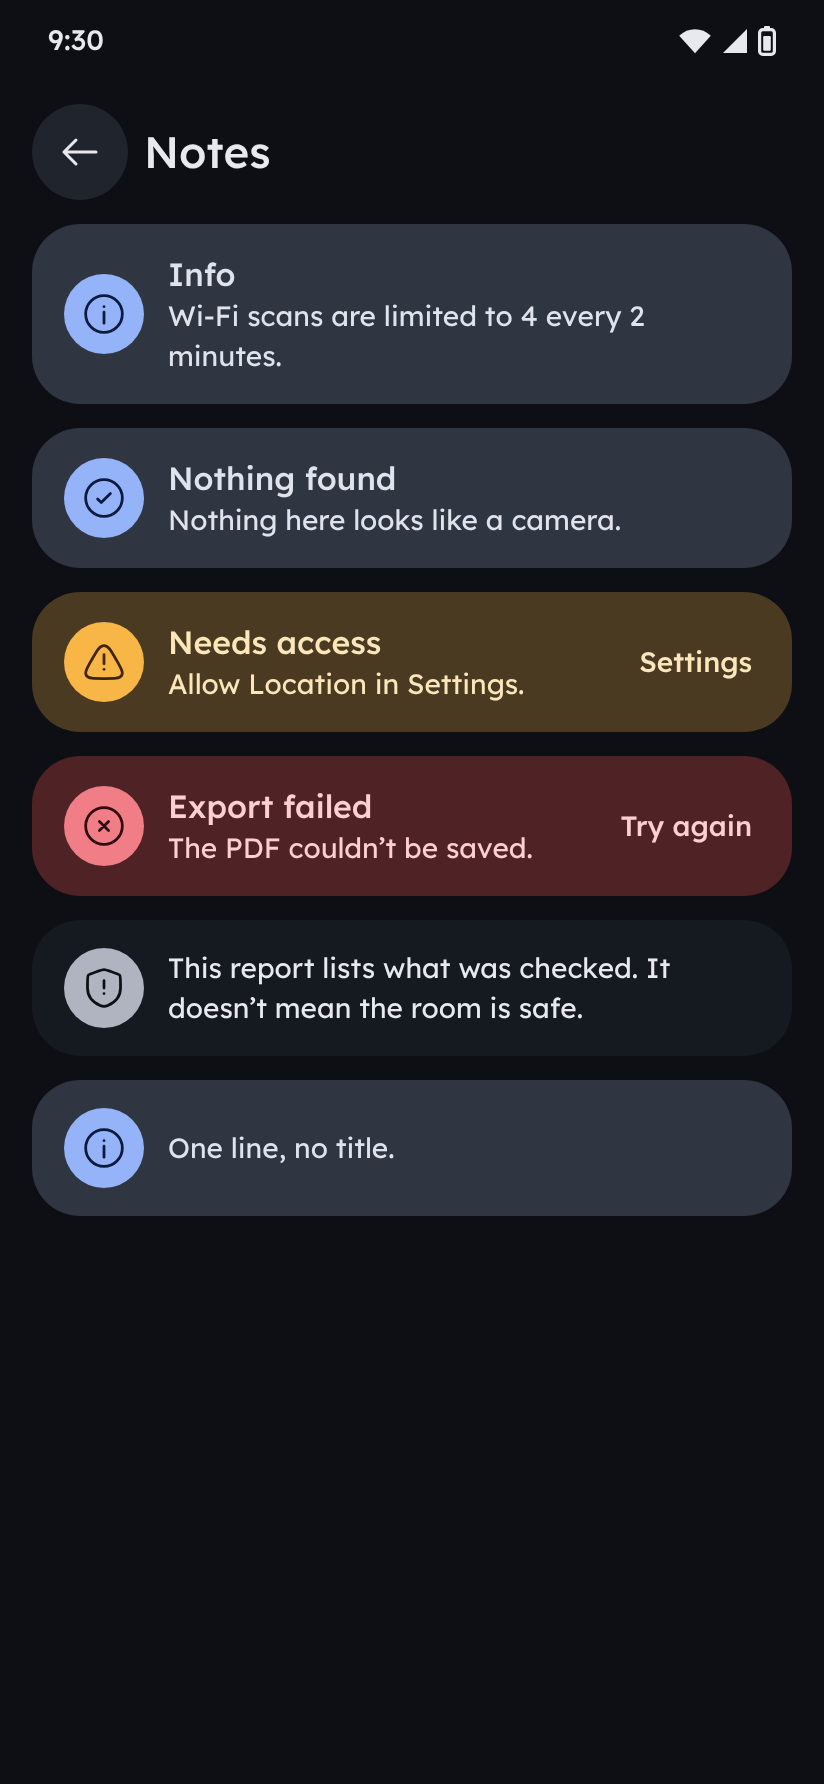 9:30
Notes
Info
Wi-Fi scans are limited to 4 every 2
minutes.
Nothing found
Nothing here looks like a camera.
Needs access
Allow Location in Settings.
Settings
Export failed
The PDF couldn’t be saved.
Try again
This report lists what was checked. It
doesn’t mean the room is safe.
One line, no title.